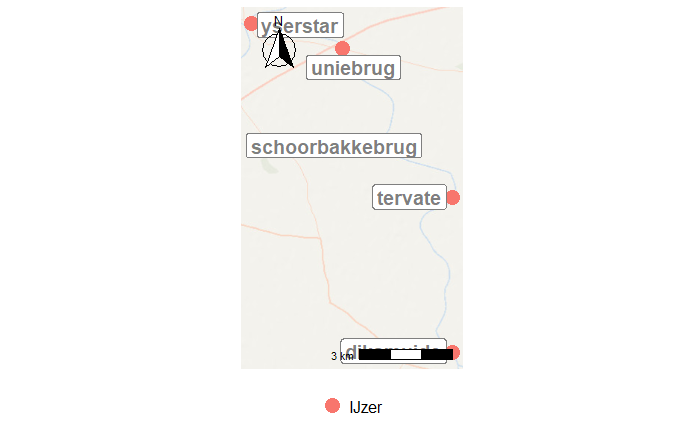 N
yserstar
uniebrug
schoorbakkebrug
tervate
3 km
IJzer